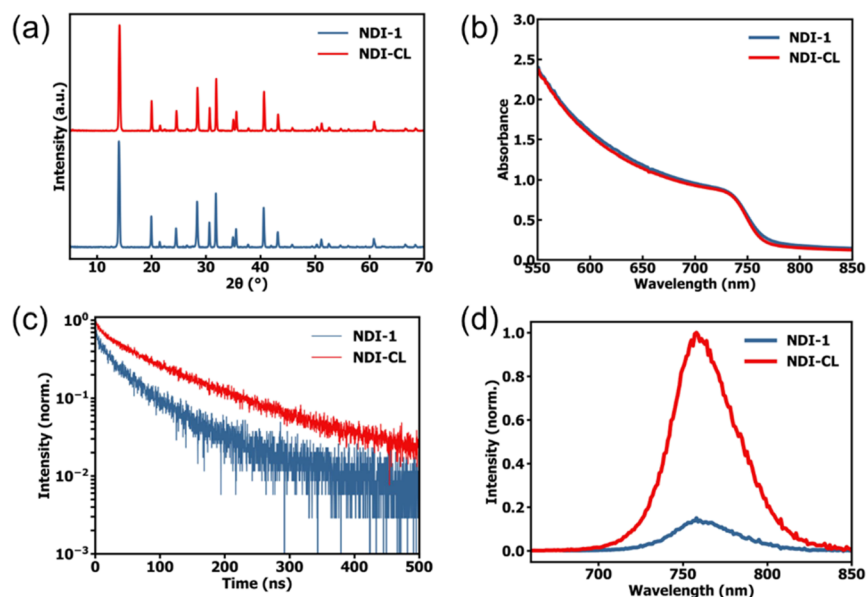 (a)
NDI-1
NDI-CL
Intensity (a.u.)
10 20 30 40 50 60 70
2θ (°)
(b)
NDI-1
NDI-CL
Absorbance
3.0
2.5
2.0
1.5
1.0
0.5
0.0
550 600 650 700 750 800 850
Wavelength (nm)
(c)
NDI-1
NDI-CL
Intensity (norm.)
10⁰
10⁻¹
10⁻²
10⁻³
0 100 200 300 400 500
Time (ns)
(d)
NDI-1
NDI-CL
Intensity (norm.)
1.0
0.8
0.6
0.4
0.2
0.0
700 750 800 850
Wavelength (nm)